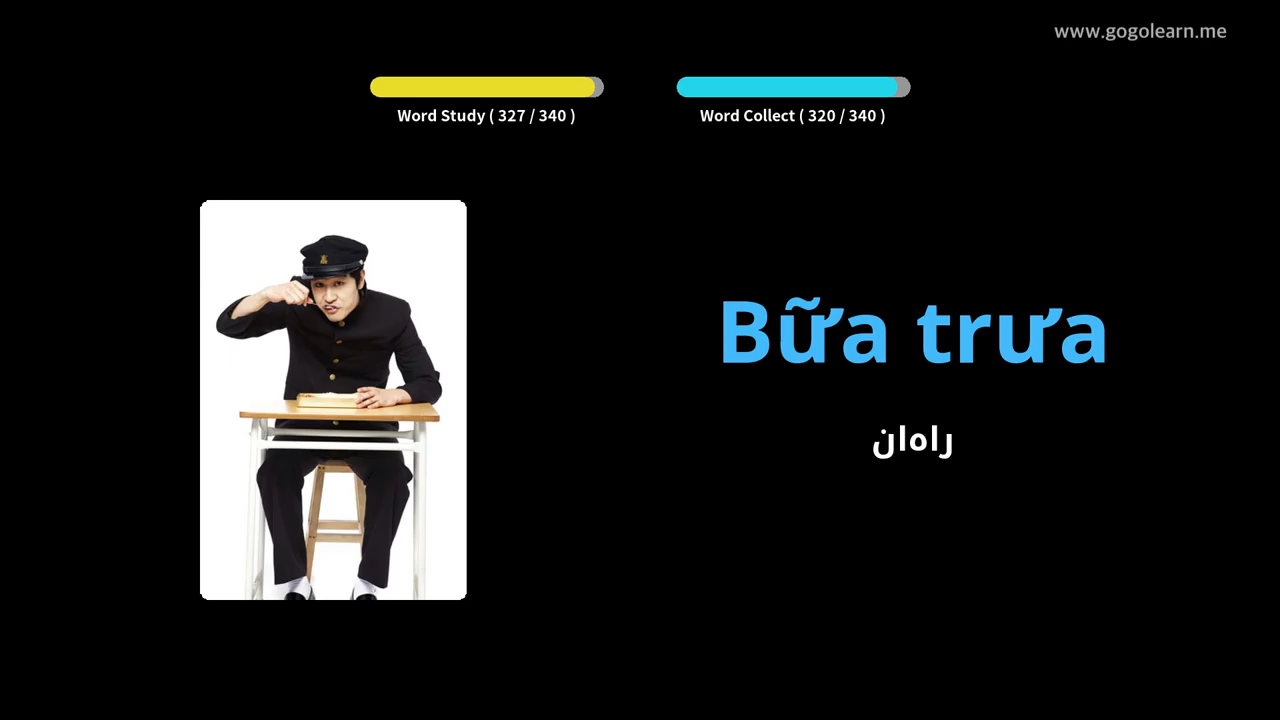 www.gogolearn.me
Word Study ( 327 / 340 )
Word Collect ( 320 / 340 )
Bữa trưa
راهان